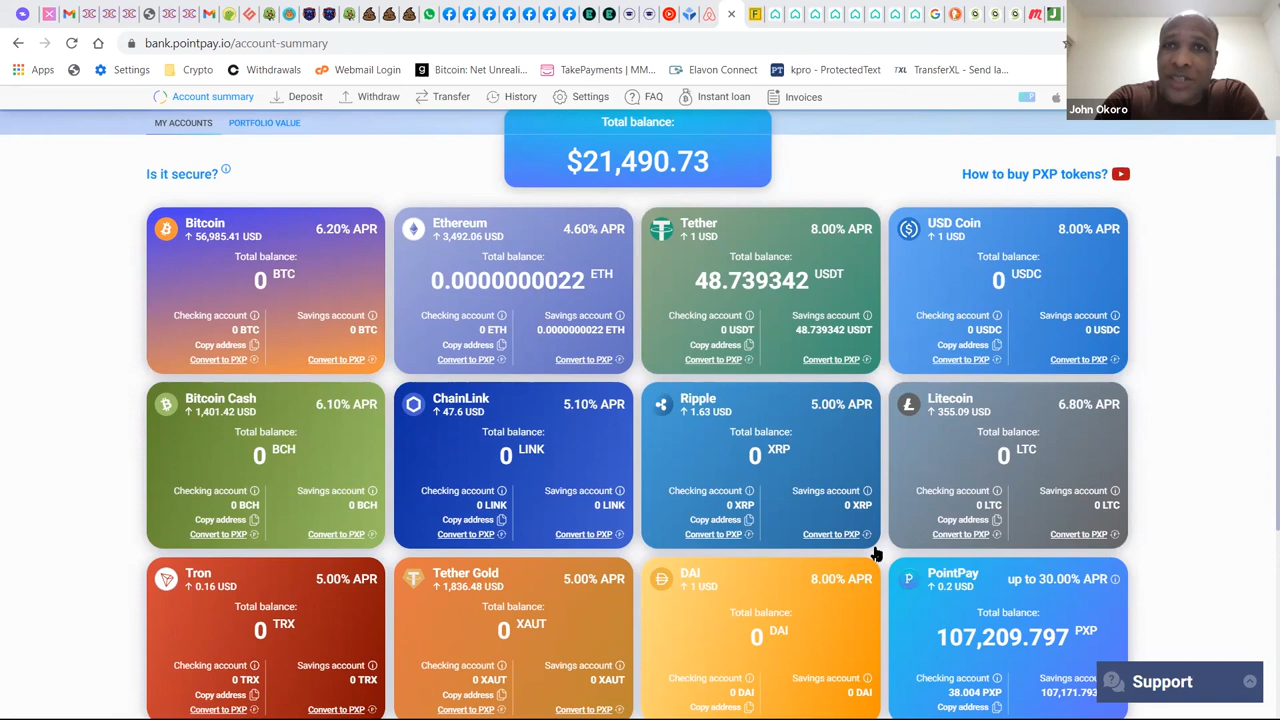 bank.pointpay.io/account-summary
Apps Settings Crypto Withdrawals Webmail Login Bitcoin: Net Unreali... TakePayments | MM... Elavon Connect kpro - ProtectedText TransferXL - Send la...
Account summary Deposit Withdraw Transfer History Settings FAQ Instant loan Invoices
John Okoro
MY ACCOUNTS PORTFOLIO VALUE
Total balance:
$21,490.73
Is it secure? How to buy PXP tokens?
Bitcoin
↑ 56,985.41 USD
6.20% APR
Total balance:
0 BTC
Checking account Savings account
0 BTC 0 BTC
Copy address
Convert to PXP Convert to PXP
Ethereum
↑ 3,492.06 USD
4.60% APR
Total balance:
0.0000000022 ETH
Checking account Savings account
0 ETH 0.0000000022 ETH
Copy address
Convert to PXP Convert to PXP
Tether
↑ 1 USD
8.00% APR
Total balance:
48.739342 USDT
Checking account Savings account
0 USDT 48.739342 USDT
Copy address
Convert to PXP Convert to PXP
USD Coin
↑ 1 USD
8.00% APR
Total balance:
0 USDC
Checking account Savings account
0 USDC 0 USDC
Copy address
Convert to PXP Convert to PXP
Bitcoin Cash
↑ 1,401.42 USD
6.10% APR
Total balance:
0 BCH
Checking account Savings account
0 BCH 0 BCH
Copy address
Convert to PXP Convert to PXP
ChainLink
↑ 47.6 USD
5.10% APR
Total balance:
0 LINK
Checking account Savings account
0 LINK 0 LINK
Copy address
Convert to PXP Convert to PXP
Ripple
↑ 1.63 USD
5.00% APR
Total balance:
0 XRP
Checking account Savings account
0 XRP 0 XRP
Copy address
Convert to PXP Convert to PXP
Litecoin
↑ 355.09 USD
6.80% APR
Total balance:
0 LTC
Checking account Savings account
0 LTC 0 LTC
Copy address
Convert to PXP Convert to PXP
Tron
↑ 0.16 USD
5.00% APR
Total balance:
0 TRX
Checking account Savings account
0 TRX 0 TRX
Copy address
Convert to PXP Convert to PXP
Tether Gold
↑ 1,836.48 USD
5.00% APR
Total balance:
0 XAUT
Checking account Savings account
0 XAUT 0 XAUT
Copy address
Convert to PXP Convert to PXP
DAI
↑ 1 USD
8.00% APR
Total balance:
0 DAI
Checking account Savings account
0 DAI 0 DAI
Copy address
PointPay
↑ 0.2 USD
up to 30.00% APR
Total balance:
107,209.797 PXP
Checking account Savings
38.004 PXP 107,171.793
Copy address
Support